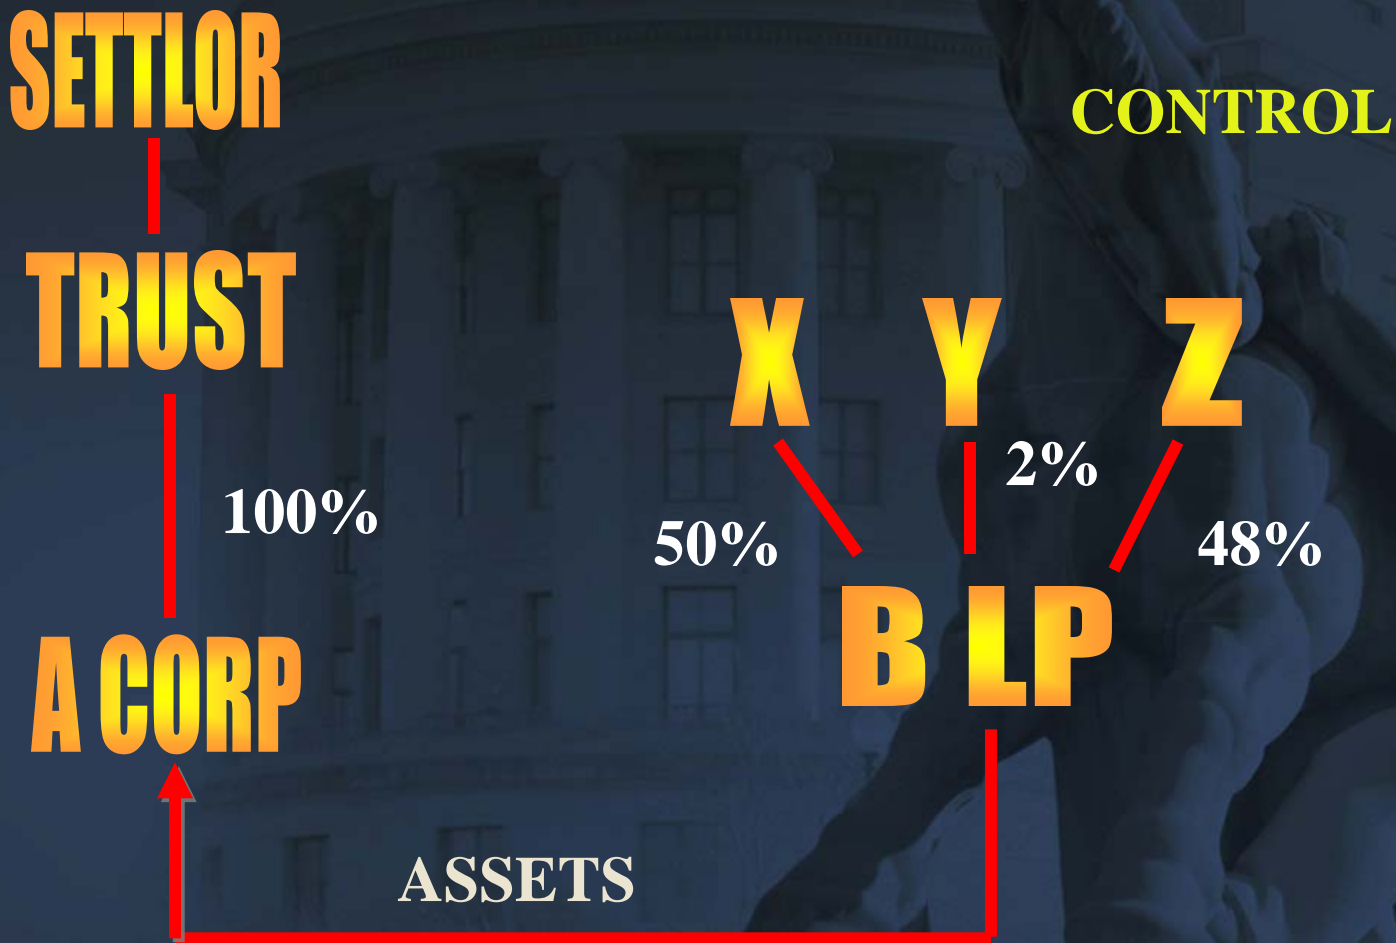 SETTLOR
CONTROL
TRUST
X Y Z
2%
100%
50%
48%
B LP
A CORP
ASSETS